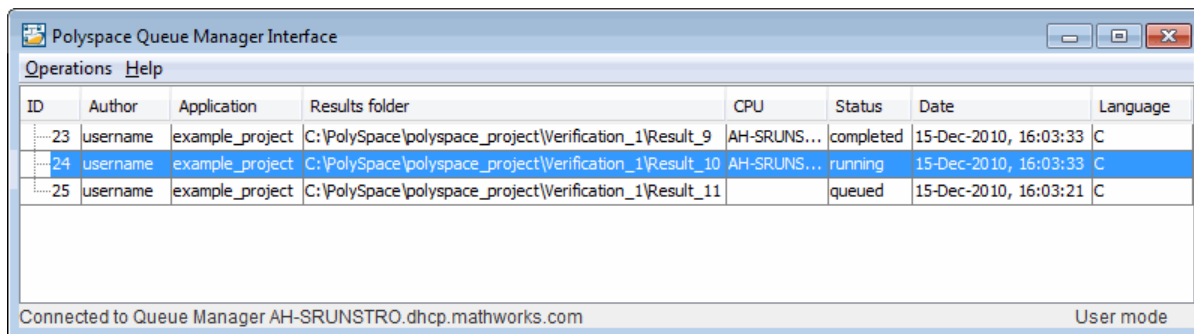 Polyspace Queue Manager Interface
Operations Help
ID Author Application Results folder CPU Status Date Language
23 username example_project C:\PolySpace\polyspace_project\Verification_1\Result_9 AH-SRUNS... completed 15-Dec-2010, 16:03:33 C
24 username example_project C:\PolySpace\polyspace_project\Verification_1\Result_10 AH-SRUNS... running 15-Dec-2010, 16:03:33 C
25 username example_project C:\PolySpace\polyspace_project\Verification_1\Result_11 queued 15-Dec-2010, 16:03:21 C
Connected to Queue Manager AH-SRUNSTRO.dhcp.mathworks.com User mode